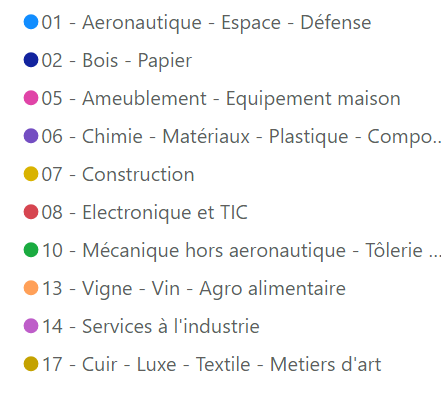 01 - Aeronautique - Espace - Défense
02 - Bois - Papier
05 - Ameublement - Equipement maison
06 - Chimie - Matériaux - Plastique - Compo...
07 - Construction
08 - Electronique et TIC
10 - Mécanique hors aeronautique - Tôlerie ...
13 - Vigne - Vin - Agro alimentaire
14 - Services à l'industrie
17 - Cuir - Luxe - Textile - Metiers d'art